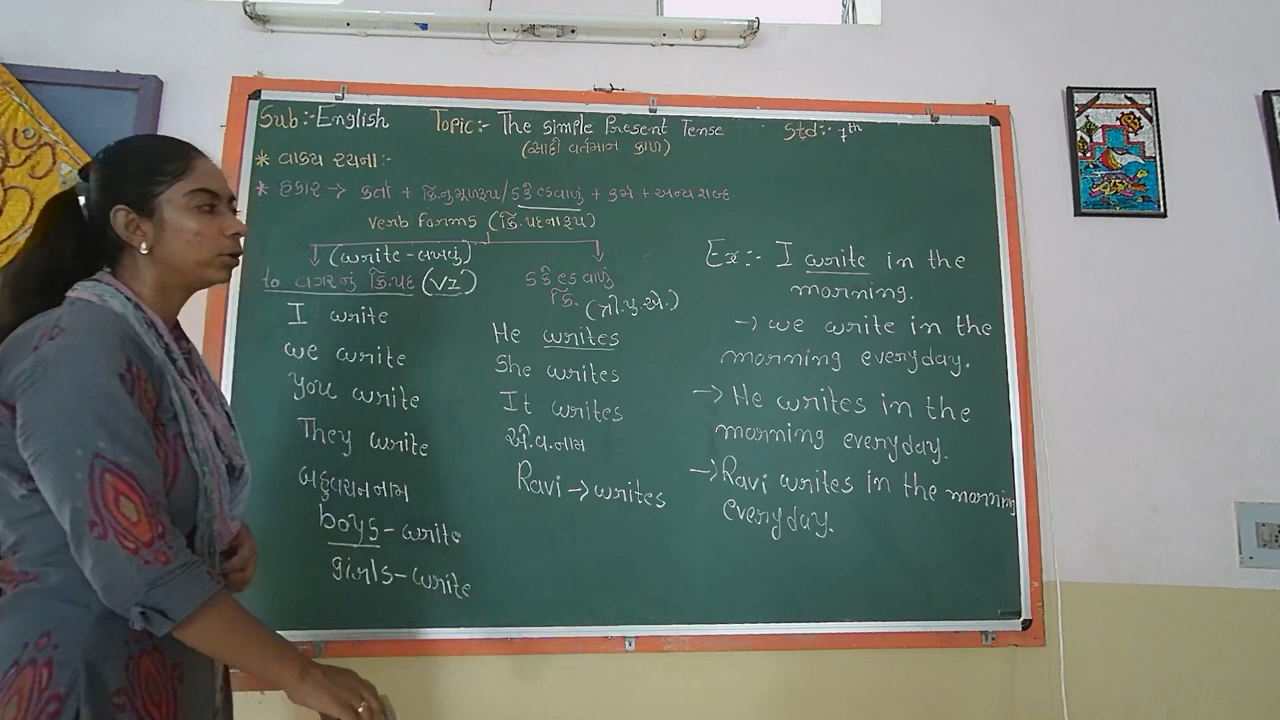 Sub:- English Topic:- The simple Present Tense Std:- 7th
(સાદો વર્તમાન કાળ)
* વાક્ય રચના:-
* હકાર → કર્તા + ક્રિ.નુ મૂળરૂપ/S કે es વાળું + કર્મ + અન્ય શબ્દ.
verb forms (ક્રિ.પદના રૂપ)
(write-લખવું)
to વગરનું ક્રિ.પદ (V1)
I write
we write
you write
They write
બહુવચન નામ
boys - write
girls - write
S કે es વાળું
ક્રિ. (ત્રી.પુ.એ.)
He writes
She writes
It writes
એ.વ.નામ
Ravi → writes
Ex:- I write in the
morning.
→ we write in the
morning everyday.
→ He writes in the
morning everyday.
→ Ravi writes in the morning
everyday.